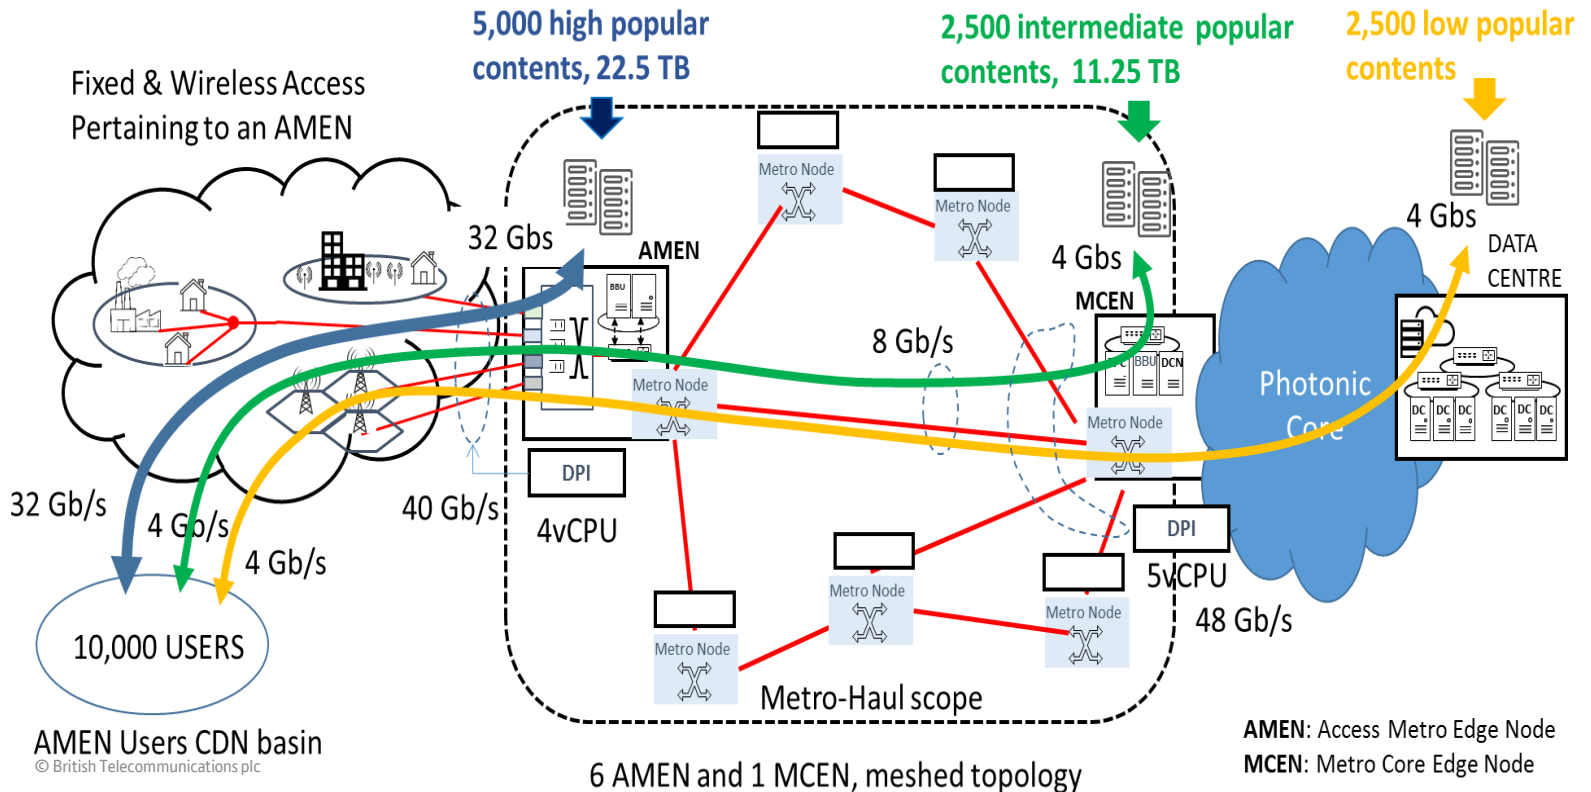 5,000 high popular
contents, 22.5 TB
2,500 intermediate popular
contents, 11.25 TB
2,500 low popular
contents
Fixed & Wireless Access
Pertaining to an AMEN
Metro Node
Metro Node
32 Gbs
AMEN
BBU
4 Gbs
MCEN
4 Gbs
DATA
CENTRE
8 Gb/s
BBU
DCN
Photonic
Core
Metro Node
Metro Node
DC
DC
DC
DC
DC
DC
DPI
4vCPU
40 Gb/s
32 Gb/s
4 Gb/s
4 Gb/s
DPI
5vCPU
48 Gb/s
Metro Node
Metro Node
Metro Node
10,000 USERS
Metro-Haul scope
AMEN Users CDN basin
© British Telecommunications plc
6 AMEN and 1 MCEN, meshed topology
AMEN: Access Metro Edge Node
MCEN: Metro Core Edge Node